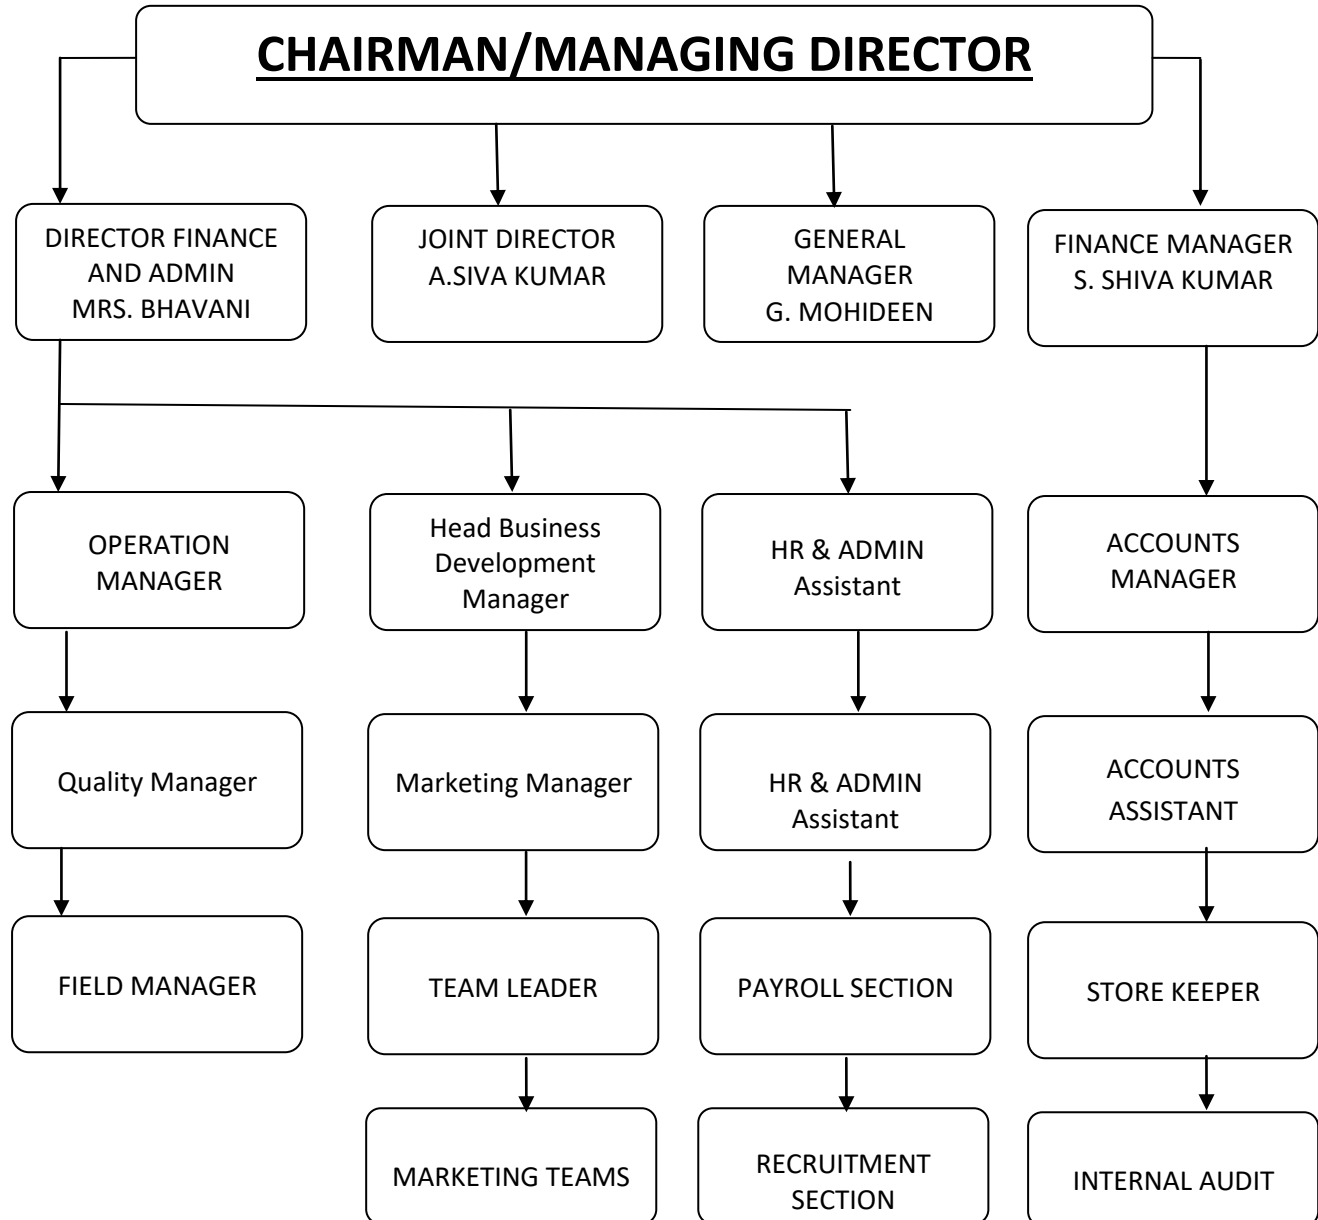 CHAIRMAN/MANAGING DIRECTOR
DIRECTOR FINANCE
AND ADMIN
MRS. BHAVANI
JOINT DIRECTOR
A.SIVA KUMAR
GENERAL
MANAGER
G. MOHIDEEN
FINANCE MANAGER
S. SHIVA KUMAR
OPERATION
MANAGER
Head Business
Development
Manager
HR & ADMIN
Assistant
ACCOUNTS
MANAGER
Quality Manager
Marketing Manager
HR & ADMIN
Assistant
ACCOUNTS
ASSISTANT
FIELD MANAGER
TEAM LEADER
PAYROLL SECTION
STORE KEEPER
MARKETING TEAMS
RECRUITMENT
SECTION
INTERNAL AUDIT